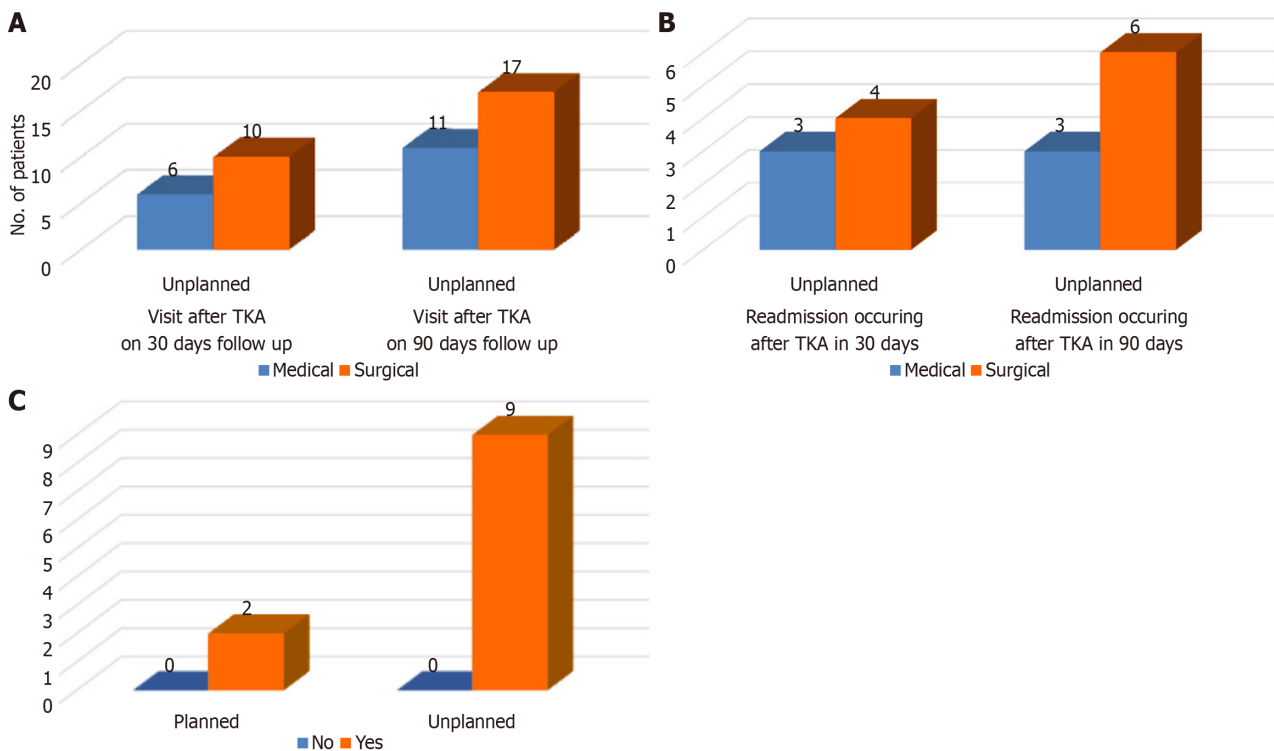 A
No. of patients
20
15
10
5
0
6
10
11
17
Unplanned
Unplanned
Visit after TKA
on 30 days follow up
Visit after TKA
on 90 days follow up
Medical Surgical
B
6
5
4
3
2
1
0
3
4
3
6
Unplanned
Unplanned
Readmission occuring
after TKA in 30 days
Readmission occuring
after TKA in 90 days
Medical Surgical
C
9
8
7
6
5
4
3
2
1
0
0
2
0
9
Planned
Unplanned
No Yes